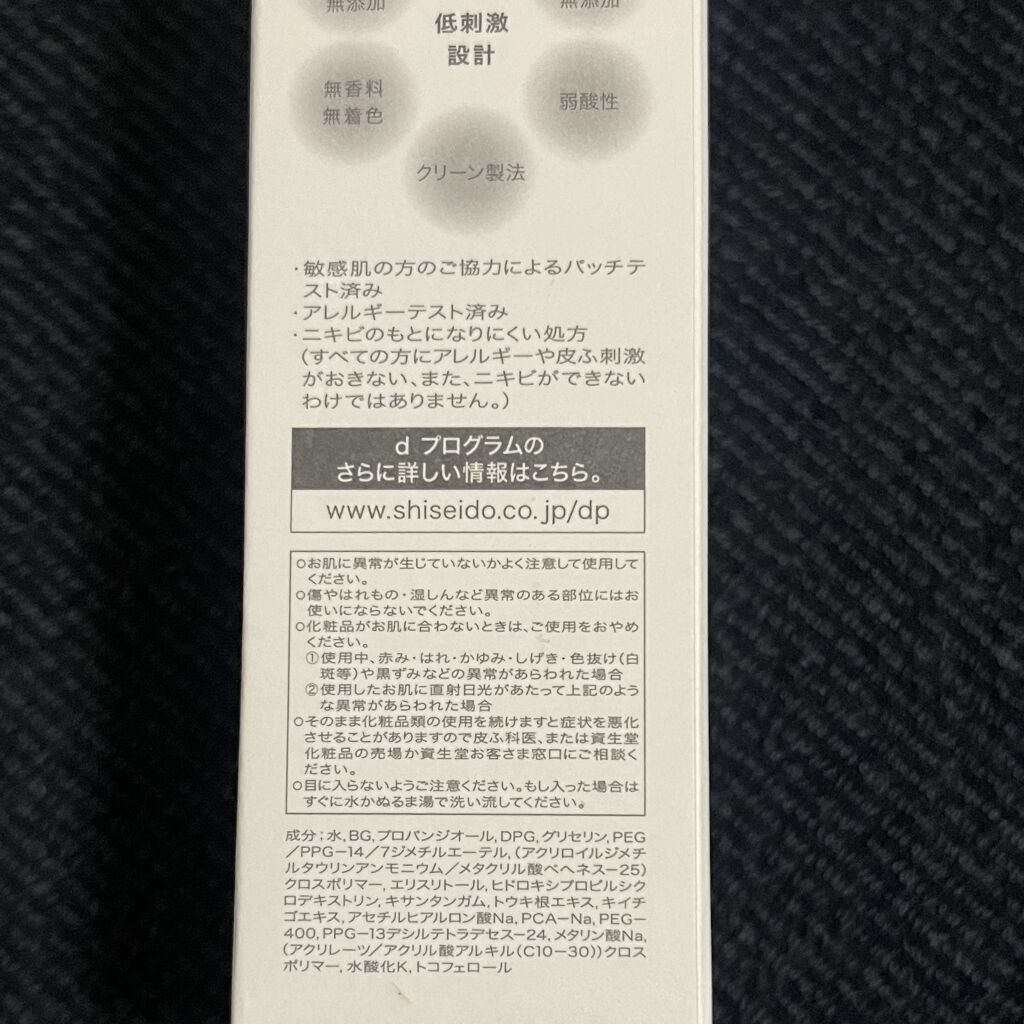 無添加
無添加
低刺激
設計
無香料
無着色
弱酸性
クリーン製法
・敏感肌の方のご協力によるパッチテ
スト済み
・アレルギーテスト済み
・ニキビのもとになりにくい処方
(すべての方にアレルギーや皮ふ刺激
がおきない、また、ニキビができない
わけではありません。)
d プログラムの
さらに詳しい情報はこちら。
www.shiseido.co.jp/dp
○お肌に異常が生じていないかよく注意して使用して
ください。
○傷やはれもの・湿しんなど異常のある部位にはお
使いにならないでください。
○化粧品がお肌に合わないときは、ご使用をおやめ
ください。
①使用中、赤み・はれ・かゆみ・しげき・色抜け(白
斑等)や黒ずみなどの異常があらわれた場合
②使用したお肌に直射日光があたって上記のよう
な異常があらわれた場合
○そのまま化粧品類の使用を続けますと症状を悪化
させることがありますので皮ふ科医、または資生堂
化粧品の売場か資生堂お客さま窓口にご相談く
ださい。
○目に入らないようご注意ください。もし入った場合は
すぐに水かぬるま湯で洗い流してください。
成分;水,BG,プロパンジオール,DPG,グリセリン,PEG
/PPG-14/7ジメチルエーテル,(アクリロイルジメチ
ルタウリンアンモニウム/メタクリル酸ベヘネス-25)
クロスポリマー,エリスリトール,ヒドロキシプロピルシク
ロデキストリン,キサンタンガム,トウキ根エキス,キイチ
ゴエキス,アセチルヒアルロン酸Na,PCA-Na,PEG-
400,PPG-13デシルテトラデセス-24,メタリン酸Na,
(アクリレーツ/アクリル酸アルキル(C10-30))クロス
ポリマー,水酸化K,トコフェロール